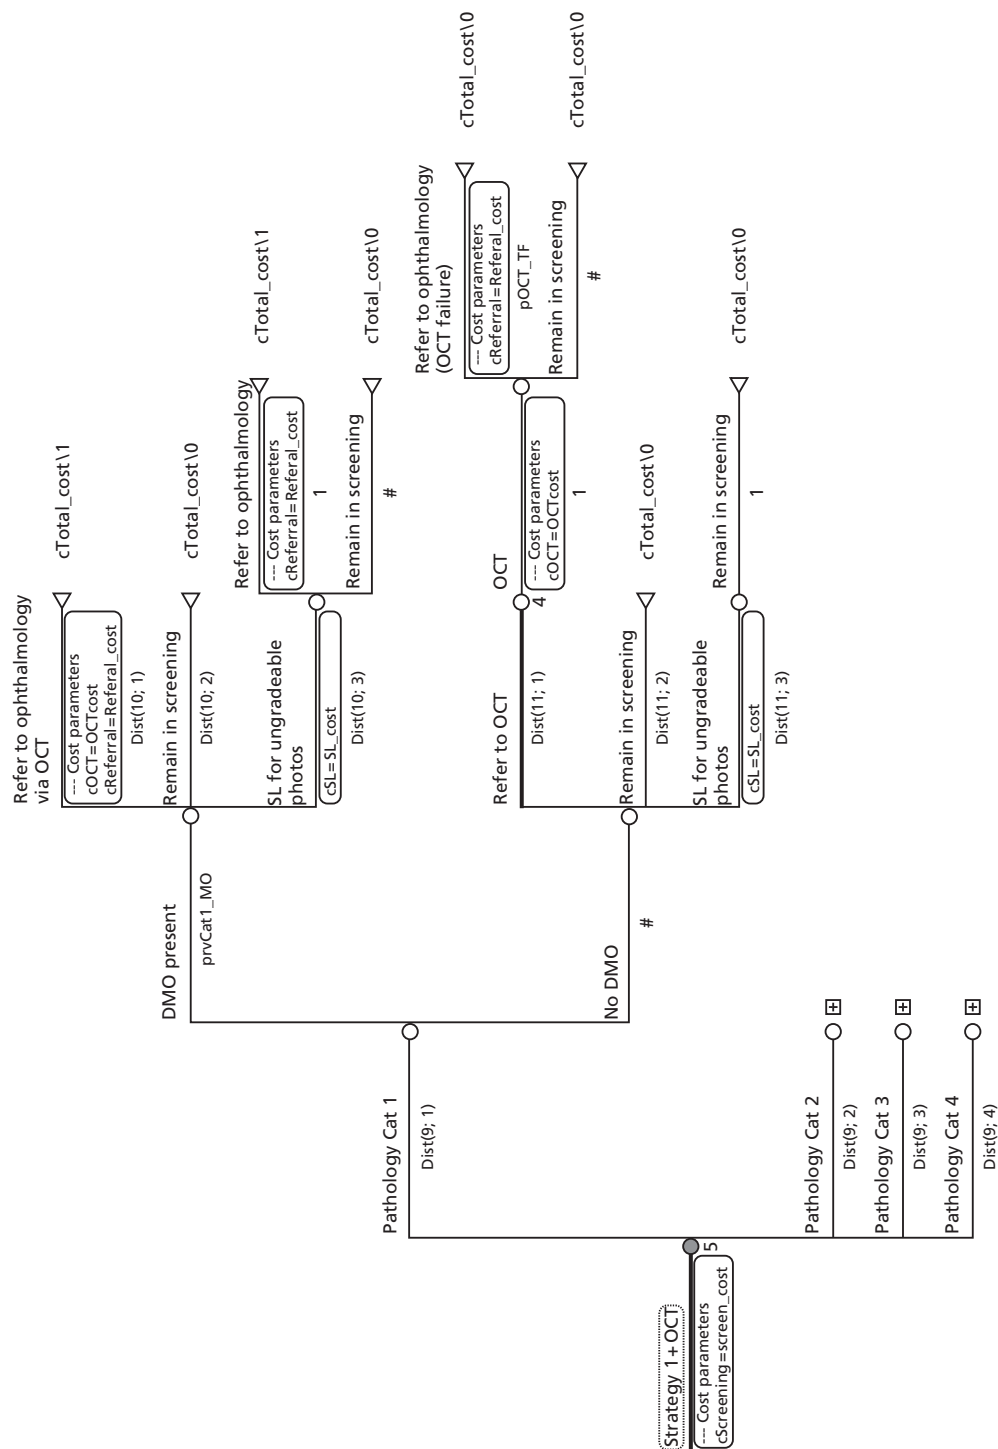 Strategy 1+OCT
--- Cost parameters
cScreening=screen_cost
5
Pathology Cat 1
Dist(9; 1)
DMO present
prvCat1_MO
Refer to ophthalmology
via OCT
--- Cost parameters
cOCT=OCTcost
cReferral=Referal_cost
Dist(10; 1)
cTotal_cost\1
Remain in screening
Dist(10; 2)
cTotal_cost\0
SL for ungradeable
photos
cSL= SL_cost
Dist(10; 3)
Refer to ophthalmology
--- Cost parameters
cReferral=Referal_cost
1
cTotal_cost\1
Remain in screening
#
cTotal_cost\0
No DMO
#
Refer to OCT
Dist(11; 1)
OCT
4
--- Cost parameters
cOCT=OCTcost
1
Refer to ophthalmology
(OCT failure)
--- Cost parameters
cReferral=Referal_cost
pOCT_TF
cTotal_cost\0
Remain in screening
#
cTotal_cost\0
Remain in screening
Dist(11; 2)
cTotal_cost\0
SL for ungradeable
photos
cSL=SL_cost
Dist(11; 3)
Remain in screening
1
cTotal_cost\0
Pathology Cat 2
Dist(9; 2)
Pathology Cat 3
Dist(9; 3)
Pathology Cat 4
Dist(9; 4)